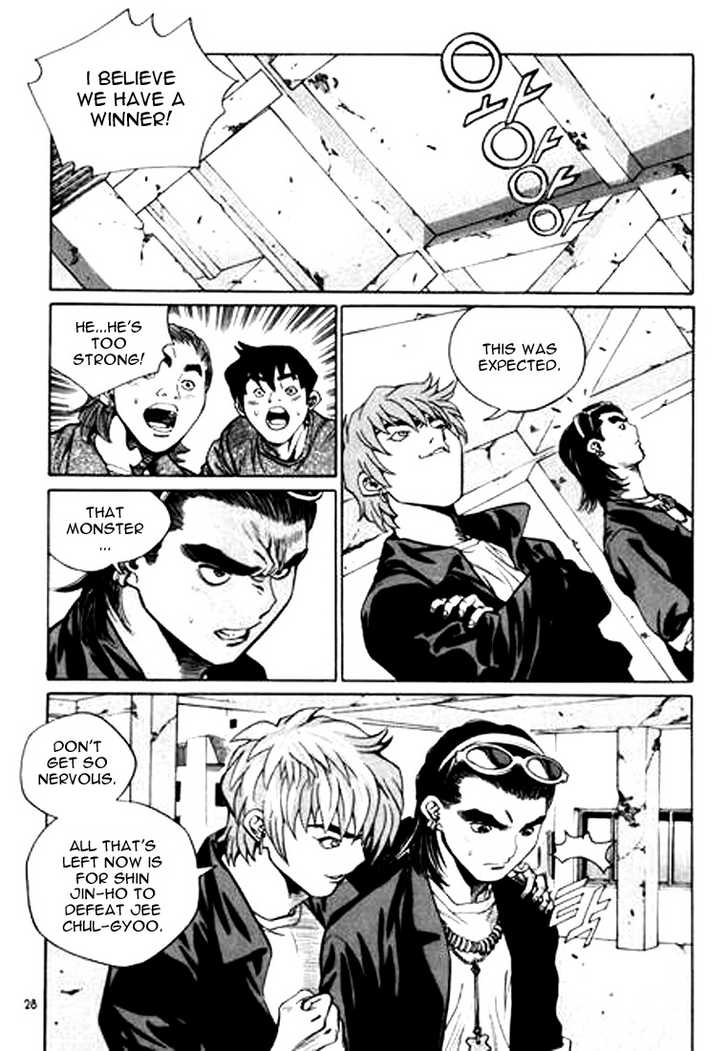 I BELIEVE
WE HAVE A
WINNER!
와
아
아
아
HE...HE'S
TOO
STRONG!
THIS WAS
EXPECTED.
THAT
MONSTER
...
DON'T
GET SO
NERVOUS.
ALL THAT'S
LEFT NOW IS
FOR SHIN
JIN-HO TO
DEFEAT JEE
CHUL-GYOO.
28